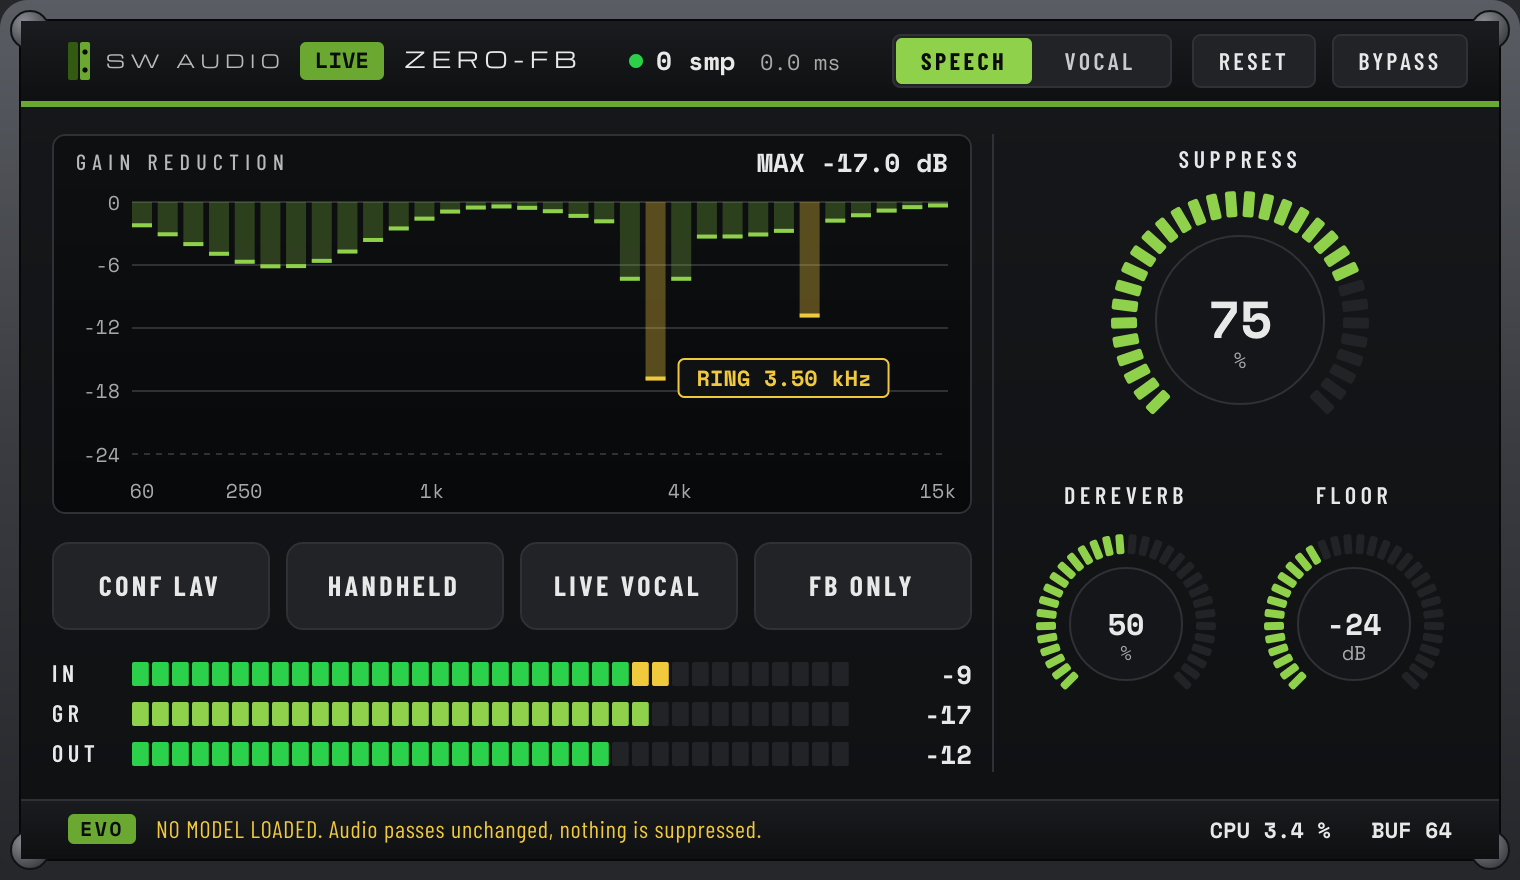 SW AUDIO LIVE ZERO-FB 0 smp 0.0 ms SPEECH VOCAL RESET BYPASS
GAIN REDUCTION MAX -17.0 dB
0
-6
-12
RING 3.50 kHz
-18
-24
60 250 1k 4k 15k
SUPPRESS
75
%
DEREVERB FLOOR
50 -24
% dB
CONF LAV HANDHELD LIVE VOCAL FB ONLY
IN -9
GR -17
OUT -12
EVO NO MODEL LOADED. Audio passes unchanged, nothing is suppressed. CPU 3.4 % BUF 64